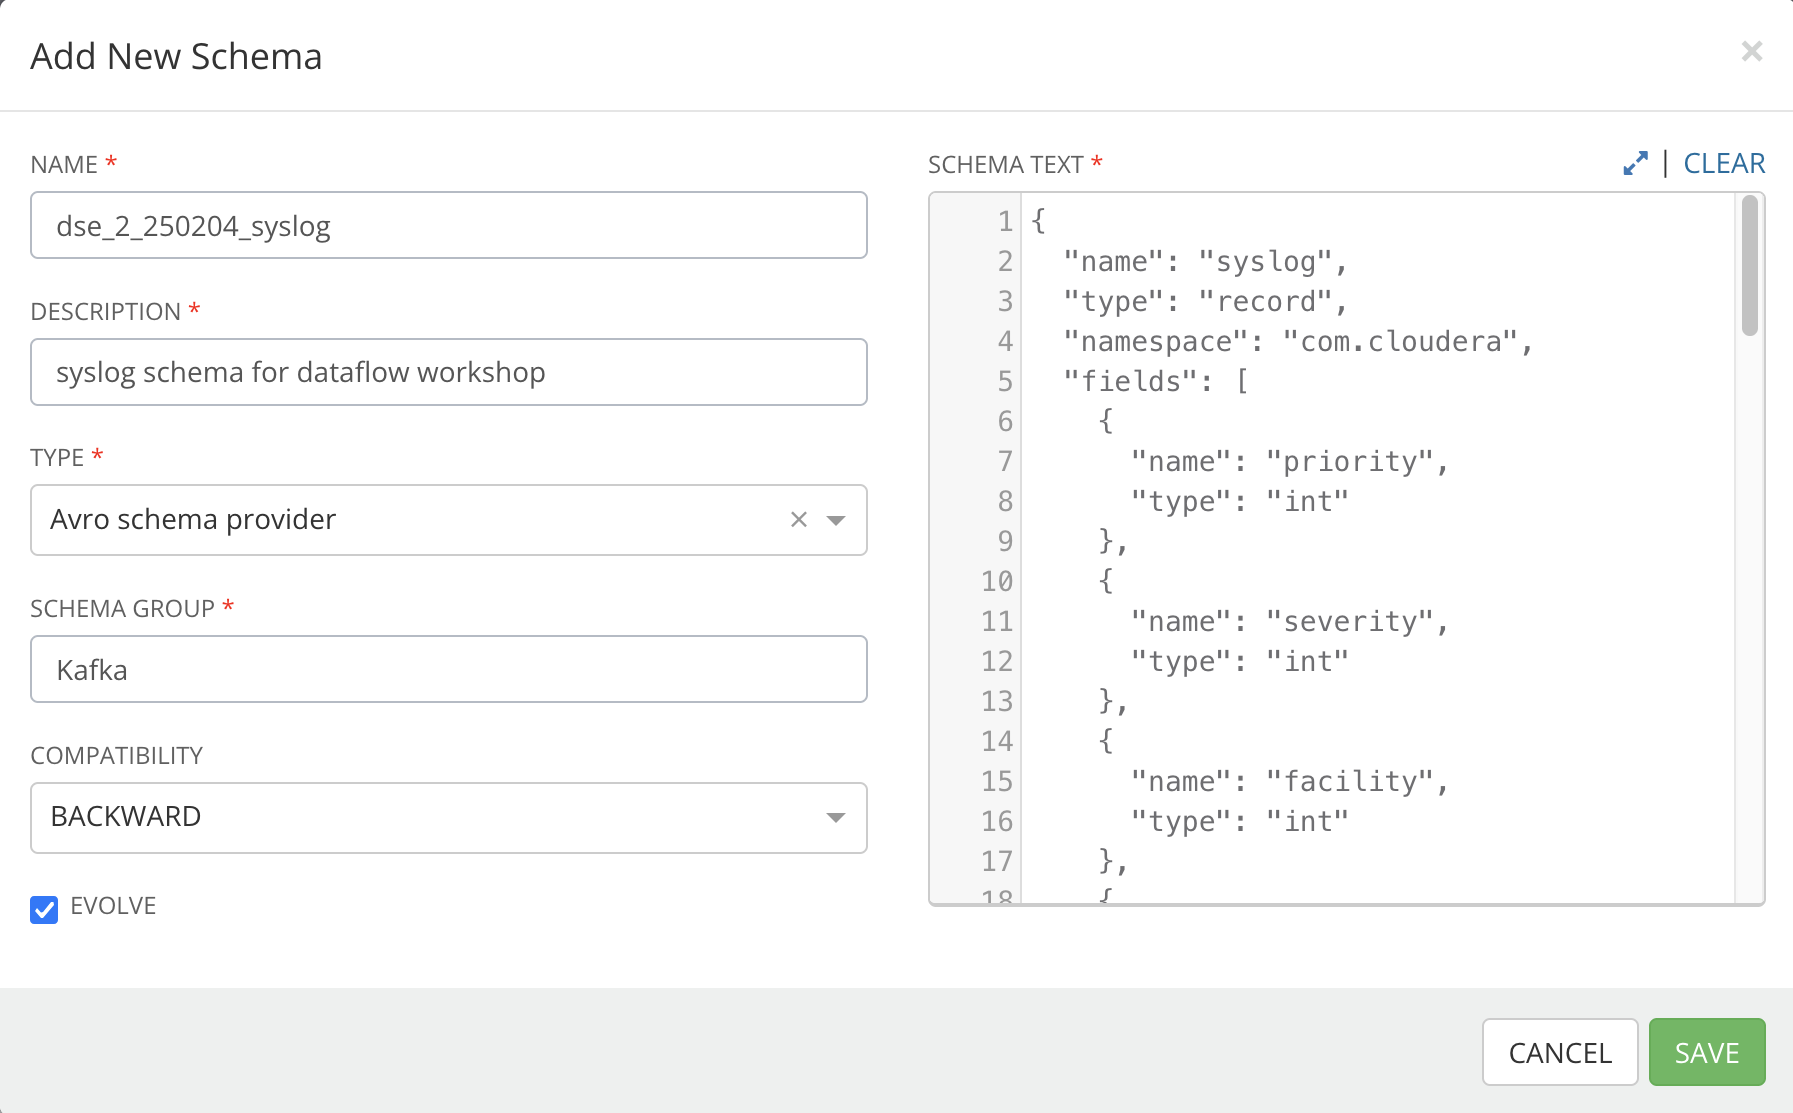 Add New Schema
×
NAME *
dse_2_250204_syslog
DESCRIPTION *
syslog schema for dataflow workshop
TYPE *
Avro schema provider
×
SCHEMA GROUP *
Kafka
COMPATIBILITY
BACKWARD
EVOLVE
SCHEMA TEXT *
| CLEAR
1 {
2   "name": "syslog",
3   "type": "record",
4   "namespace": "com.cloudera",
5   "fields": [
6     {
7       "name": "priority",
8       "type": "int"
9     },
10     {
11       "name": "severity",
12       "type": "int"
13     },
14     {
15       "name": "facility",
16       "type": "int"
17     },
18     {
CANCEL
SAVE